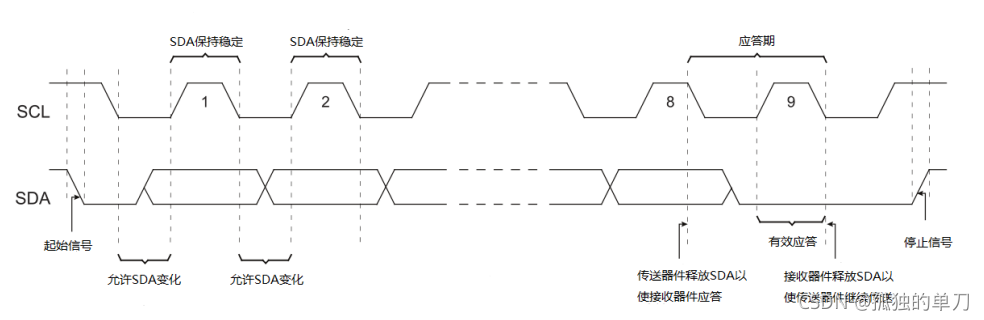 SDA保持稳定
SDA保持稳定
应答期
SCL
1
2
8
9
SDA
起始信号
有效应答
停止信号
允许SDA变化
允许SDA变化
传送器件释放SDA以
使接收器件应答
接收器件释放SDA以
使传送器件继续传送
CSDN @孤独的单刀